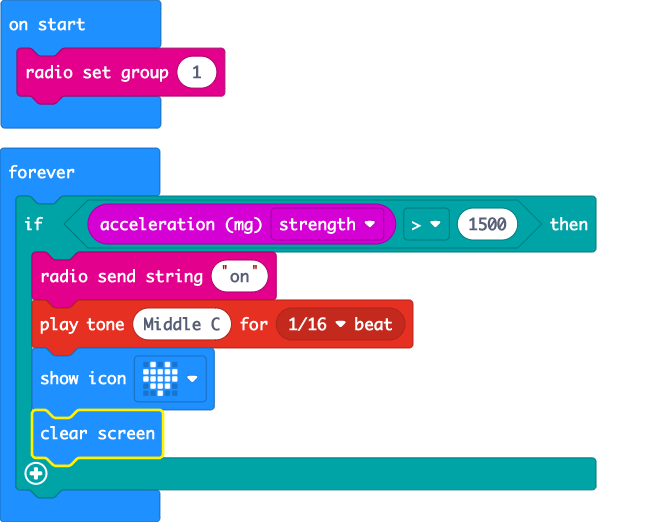 on start
radio set group 1
forever
if acceleration (mg) strength > 1500 then
radio send string "on"
play tone Middle C for 1/16 beat
show icon
clear screen